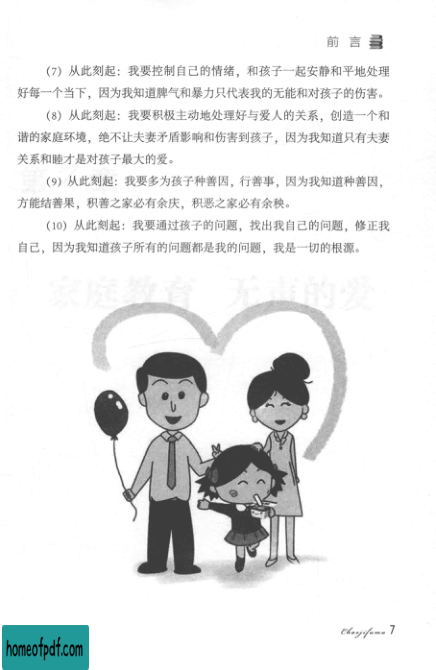 前言
(7) 从此刻起：我要控制自己的情绪，和孩子一起安静和平地处理
好每一个当下，因为我知道脾气和暴力只代表我的无能和对孩子的伤害。
(8) 从此刻起：我要积极主动地处理好与爱人的关系，创造一个和
谐的家庭环境，绝不让夫妻矛盾影响和伤害到孩子，因为我知道只有夫妻
关系和睦才是对孩子最大的爱。
(9) 从此刻起：我要多为孩子种善因，行善事，因为我知道种善因，
方能结善果，积善之家必有余庆，积恶之家必有余殃。
(10) 从此刻起：我要通过孩子的问题，找出我自己的问题，修正我
自己，因为我知道孩子所有的问题都是我的问题，我是一切的根源。
家庭教育 无声的爱
Chaojifumu 7
homeofpdf.com